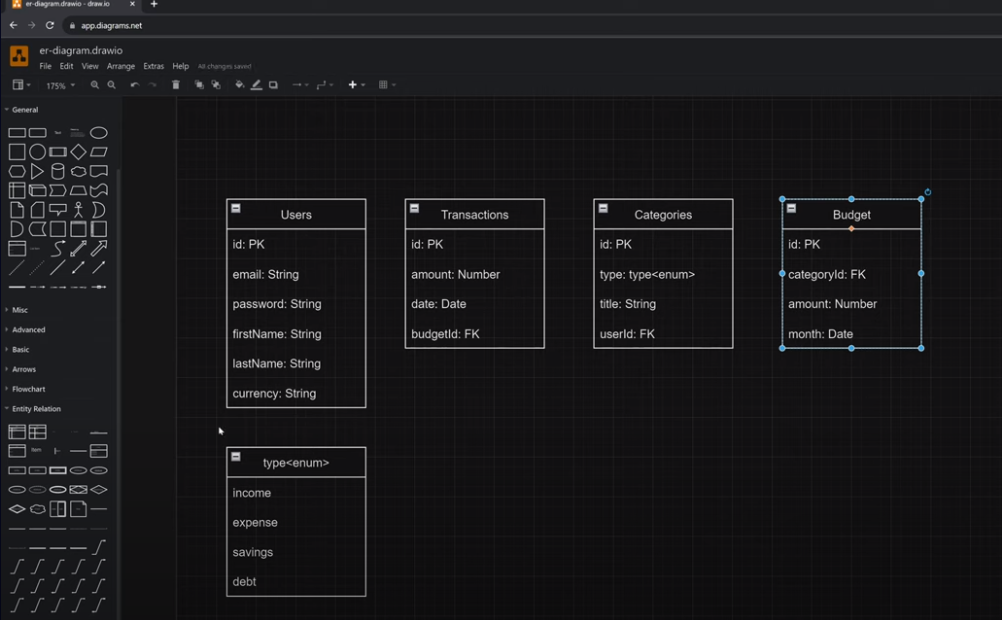 er-diagram.drawio - draw.io
app.diagrams.net
er-diagram.drawio
File Edit View Arrange Extras Help All changes saved
175%
General
Misc
Advanced
Basic
Arrows
Flowchart
Entity Relation
Users
id: PK
email: String
password: String
firstName: String
lastName: String
currency: String
Transactions
id: PK
amount: Number
date: Date
budgetId: FK
Categories
id: PK
type: type<enum>
title: String
userId: FK
Budget
id: PK
categoryId: FK
amount: Number
month: Date
type<enum>
income
expense
savings
debt